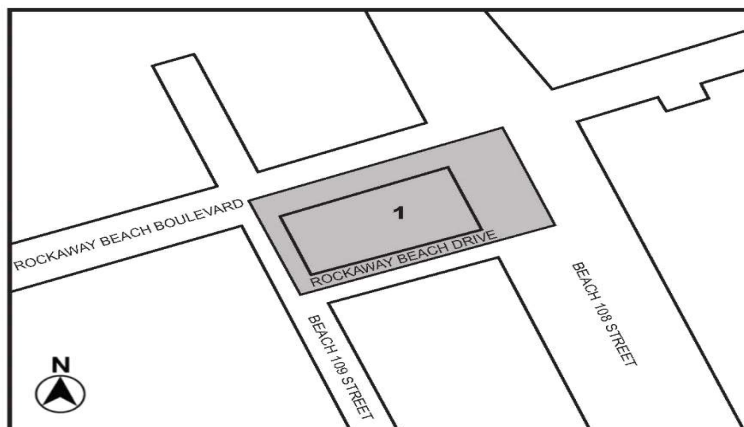 ROCKAWAY BEACH BOULEVARD
1
ROCKAWAY BEACH DRIVE
BEACH 108 STREET
BEACH 109 STREET
N